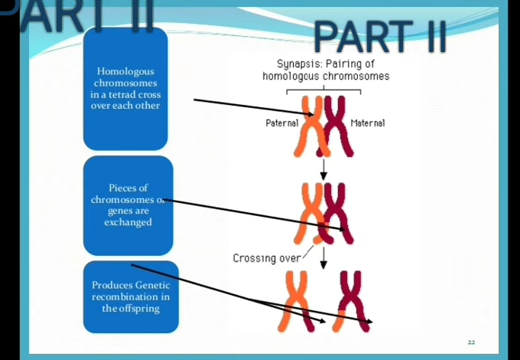 PART II
PART II
Homologous
chromosomes
in a tetrad cross
over each other
Synapsis: Pairing of
homologous chromosomes
Paternal
Maternal
Pieces of
chromosomes or
genes are
exchanged
Crossing over
Produces Genetic
recombination in
the offspring
22